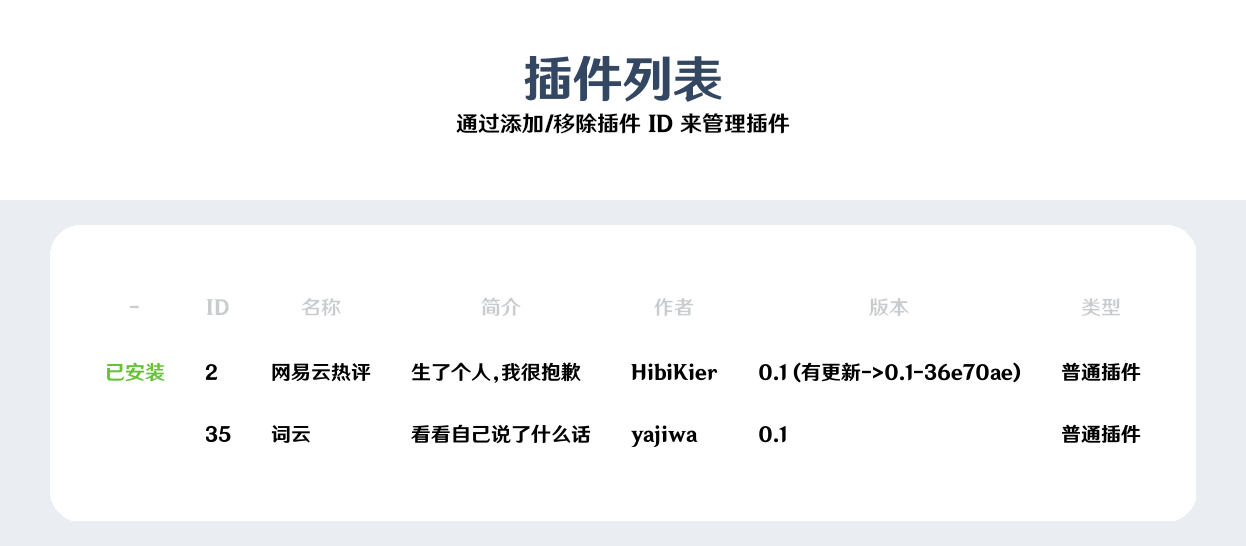 插件列表
通过添加/移除插件 ID 来管理插件
- ID 名称 简介 作者 版本 类型
已安装 2 网易云热评 生了个人,我很抱歉 HibiKier 0.1 (有更新->0.1-36e70ae) 普通插件
35 词云 看看自己说了什么话 yajiwa 0.1 普通插件